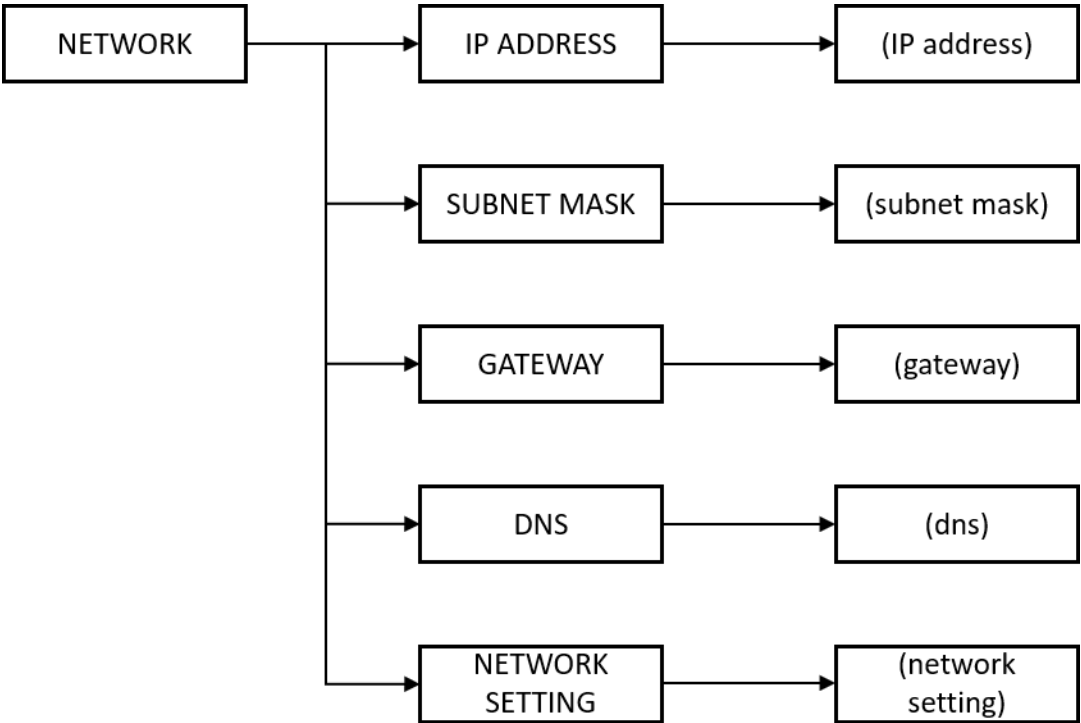 NETWORK
IP ADDRESS
(IP address)
SUBNET MASK
(subnet mask)
GATEWAY
(gateway)
DNS
(dns)
NETWORK
SETTING
(network
setting)